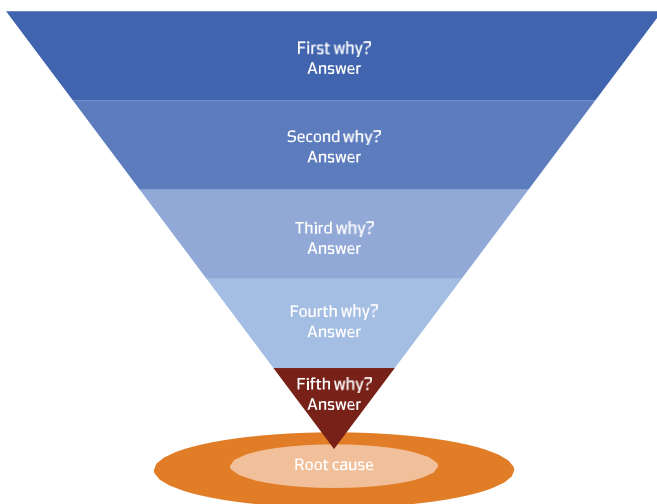 First why?
Answer
Second why?
Answer
Third why?
Answer
Fourth why?
Answer
Fifth why?
Answer
Root cause